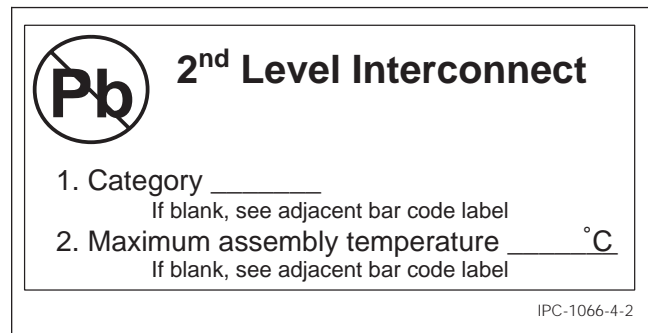 Pb
2nd Level Interconnect
1. Category _______
If blank, see adjacent bar code label
2. Maximum assembly temperature _______°C
If blank, see adjacent bar code label
IPC-1066-4-2